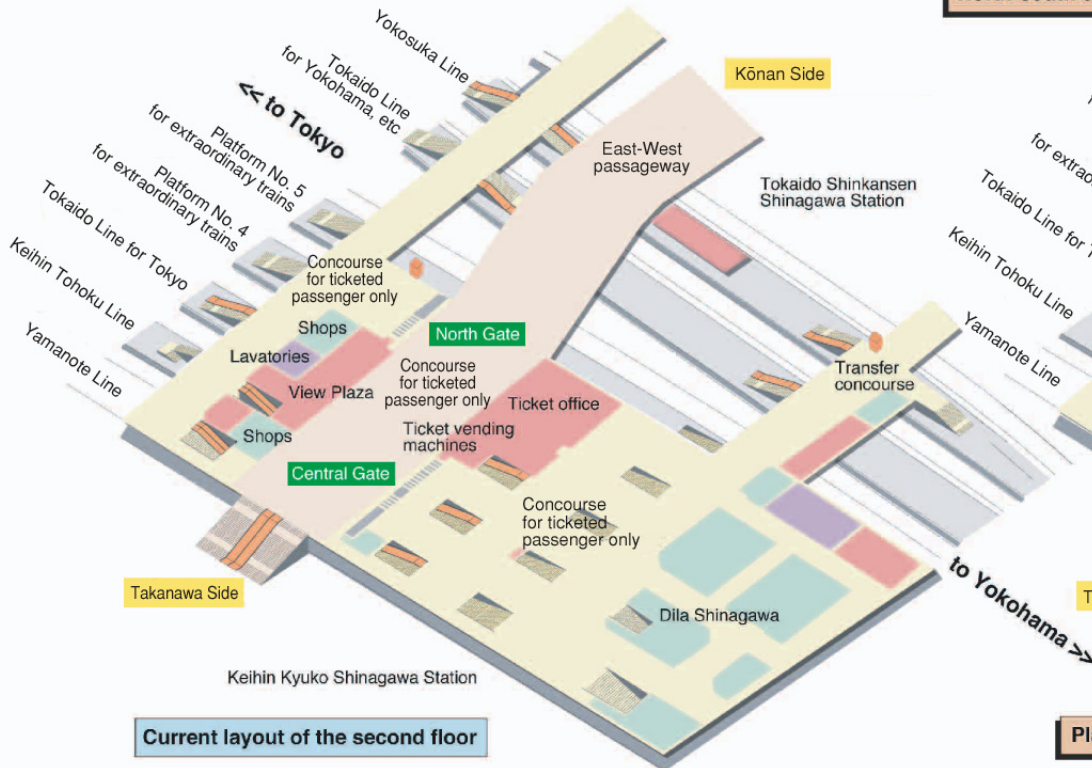 Yokosuka Line
Tokaido Line
for Yokohama, etc
<< to Tokyo
Platform No. 5
for extraordinary trains
Platform No. 4
for extraordinary trains
Tokaido Line for Tokyo
Keihin Tohoku Line
Yamanote Line
Kōnan Side
East-West
passageway
Tokaido Shinkansen
Shinagawa Station
Concourse
for ticketed
passenger only
Shops
Lavatories
View Plaza
Shops
North Gate
Concourse
for ticketed
passenger only
Ticket office
Ticket vending
machines
Central Gate
Transfer
concourse
Concourse
for ticketed
passenger only
Takanawa Side
Dila Shinagawa
to Yokohama >>
Keihin Kyuko Shinagawa Station
Current layout of the second floor
for extrao
Tokaido Line for T
Keihin Tohoku Line
Yamanote Line
T
Pla